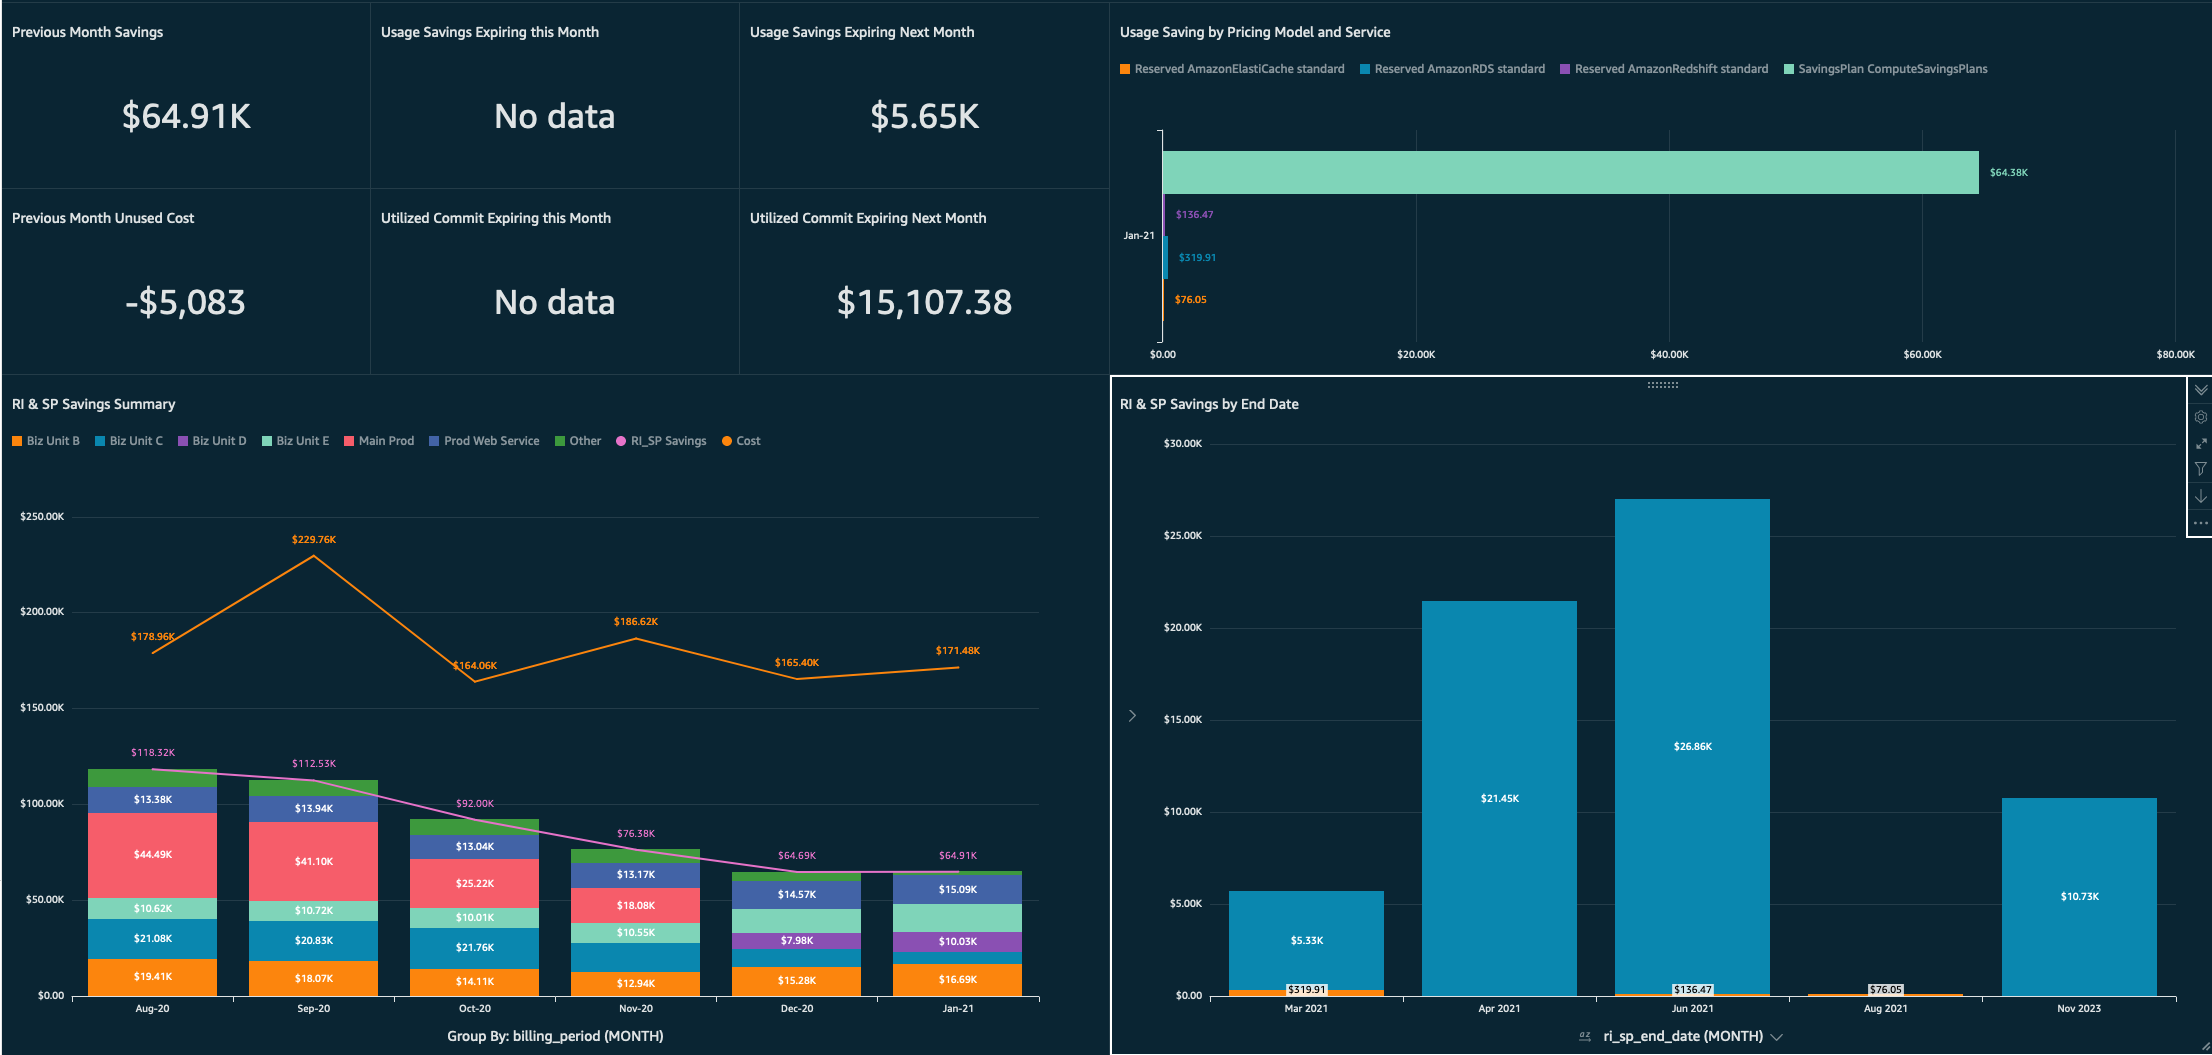 Previous Month Savings
$64.91K
Usage Savings Expiring this Month
No data
Usage Savings Expiring Next Month
$5.65K
Previous Month Unused Cost
-$5,083
Utilized Commit Expiring this Month
No data
Utilized Commit Expiring Next Month
$15,107.38
Usage Saving by Pricing Model and Service
Reserved AmazonElastiCache standard Reserved AmazonRDS standard Reserved AmazonRedshift standard SavingsPlan ComputeSavingsPlans
$64.38K
$136.47
Jan-21
$319.91
$76.05
$0.00 $20.00K $40.00K $60.00K $80.00K
RI & SP Savings Summary
Biz Unit B Biz Unit C Biz Unit D Biz Unit E Main Prod Prod Web Service Other RI_SP Savings Cost
$250.00K
$200.00K
$150.00K
$100.00K
$50.00K
$0.00
$178.96K $229.76K $164.06K $186.62K $165.40K $171.48K
$118.32K $112.53K $92.00K $76.38K $64.69K $64.91K
$13.38K $13.94K $13.04K $13.17K $14.57K $15.09K
$44.49K $41.10K $25.22K $18.08K
$10.62K $10.72K $10.01K $10.55K
$21.08K $20.83K $21.76K $7.98K $10.03K
$19.41K $18.07K $14.11K $12.94K $15.28K $16.69K
Aug-20 Sep-20 Oct-20 Nov-20 Dec-20 Jan-21
Group By: billing_period (MONTH)
RI & SP Savings by End Date
$30.00K
$25.00K
$20.00K
$15.00K
$10.00K
$5.00K
$0.00
$5.33K $21.45K $26.86K $10.73K
$319.91 $136.47 $76.05
Mar 2021 Apr 2021 Jun 2021 Aug 2021 Nov 2023
az ri_sp_end_date (MONTH)